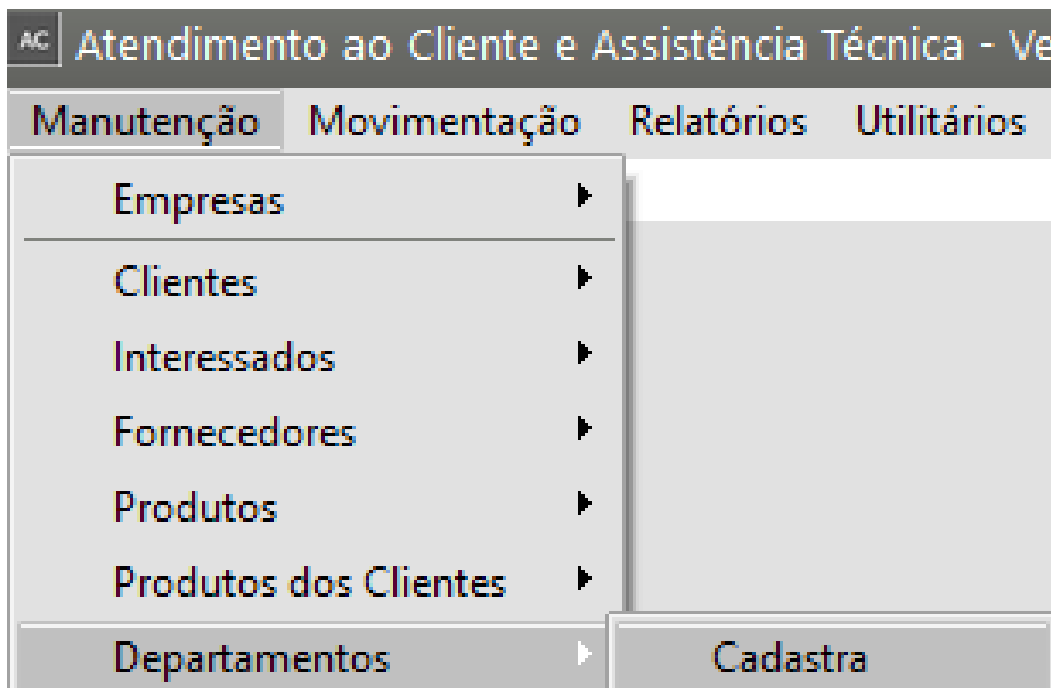 AC Atendimento ao Cliente e Assistência Técnica - Ve
Manutenção Movimentação Relatórios Utilitários
Empresas
Clientes
Interessados
Fornecedores
Produtos
Produtos dos Clientes
Departamentos Cadastra